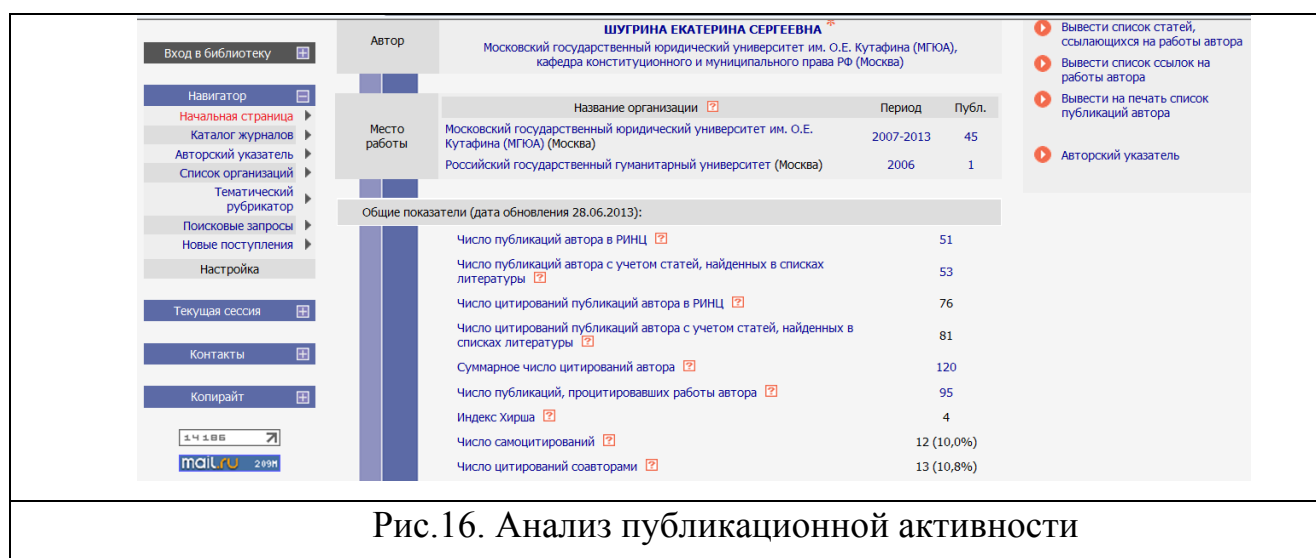 Вход в библиотеку
Навигатор
Начальная страница
Каталог журналов
Авторский указатель
Список организаций
Тематический
рубрикатор
Поисковые запросы
Новые поступления
Настройка
Текущая сессия
Контакты
Копирайт
14186
mail.ru 209M
Автор
ШУГРИНА ЕКАТЕРИНА СЕРГЕЕВНА *
Московский государственный юридический университет им. О.Е. Кутафина (МГЮА),
кафедра конституционного и муниципального права РФ (Москва)
Место
работы
Название организации ? Период Публ.
Московский государственный юридический университет им. О.Е.
Кутафина (МГЮА) (Москва) 2007-2013 45
Российский государственный гуманитарный университет (Москва) 2006 1
Общие показатели (дата обновления 28.06.2013):
Число публикаций автора в РИНЦ ? 51
Число публикаций автора с учетом статей, найденных в списках
литературы ? 53
Число цитирований публикаций автора в РИНЦ ? 76
Число цитирований публикаций автора с учетом статей, найденных в
списках литературы ? 81
Суммарное число цитирований автора ? 120
Число публикаций, процитировавших работы автора ? 95
Индекс Хирша ? 4
Число самоцитирований ? 12 (10,0%)
Число цитирований соавторами ? 13 (10,8%)
Вывести список статей,
ссылающихся на работы автора
Вывести список ссылок на
работы автора
Вывести на печать список
публикаций автора
Авторский указатель
Рис.16. Анализ публикационной активности